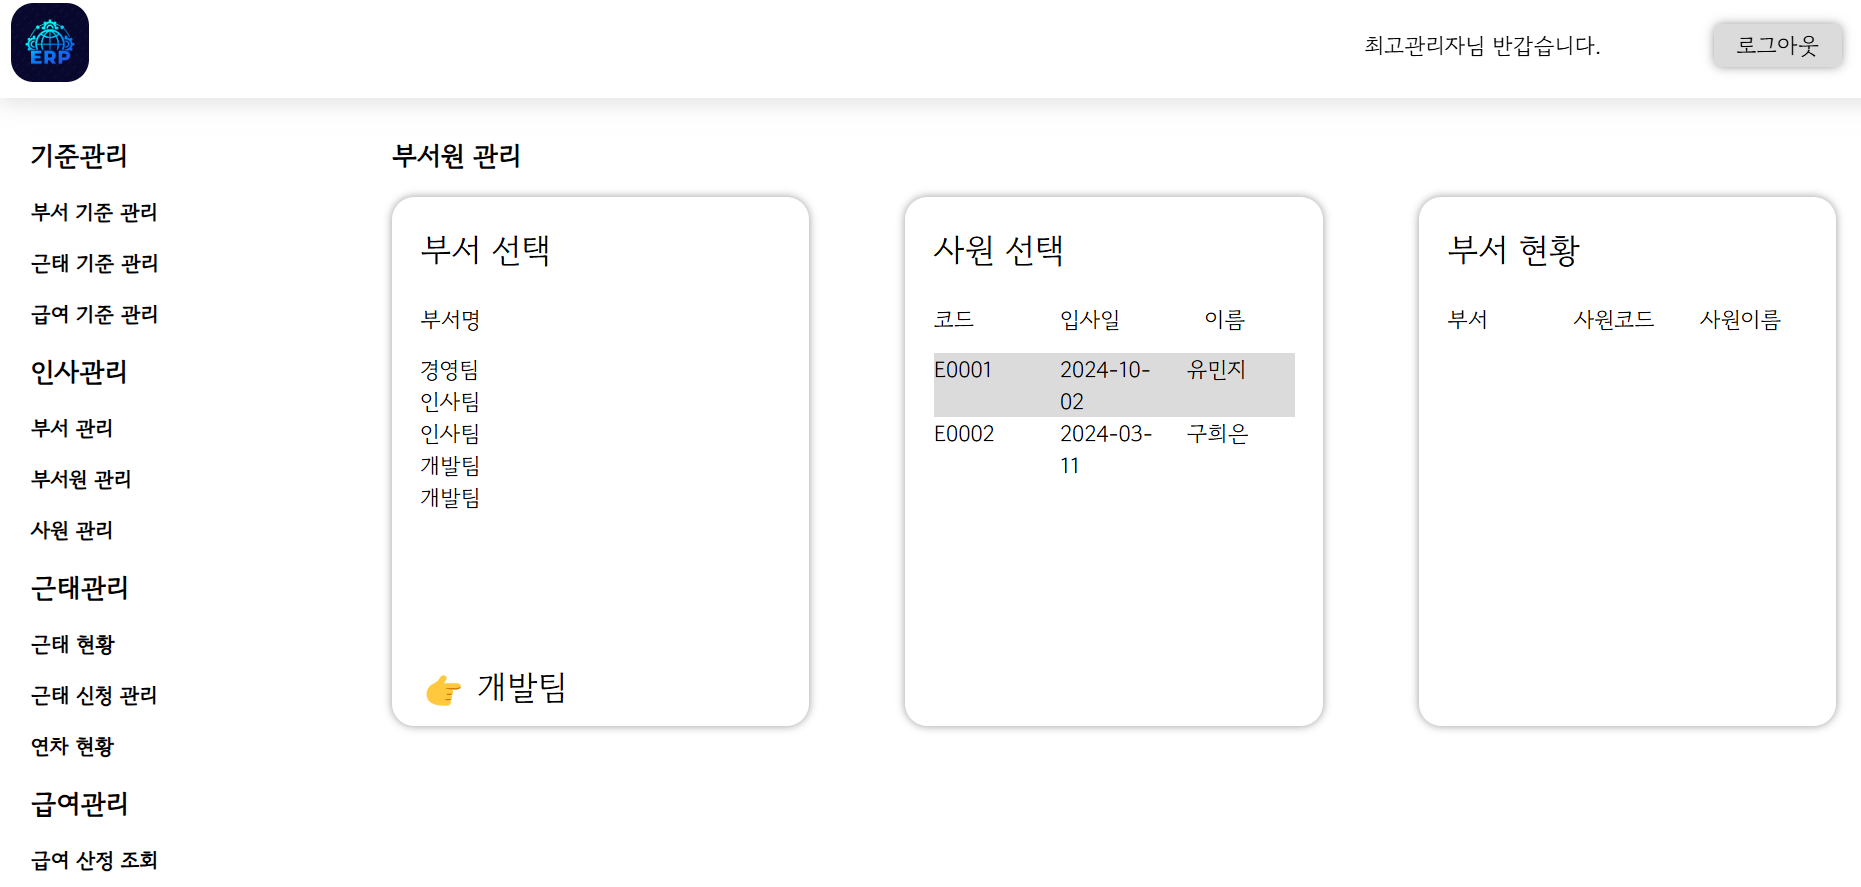 ERP
최고관리자님 반갑습니다.
로그아웃
기준관리
부서 기준 관리
근태 기준 관리
급여 기준 관리
인사관리
부서 관리
부서원 관리
사원 관리
근태관리
근태 현황
근태 신청 관리
연차 현황
급여관리
급여 산정 조회
부서원 관리
부서 선택
부서명
경영팀
인사팀
인사팀
개발팀
개발팀
👉 개발팀
사원 선택
코드 입사일 이름
E0001 2024-10- 유민지
02
E0002 2024-03- 구희은
11
부서 현황
부서 사원코드 사원이름